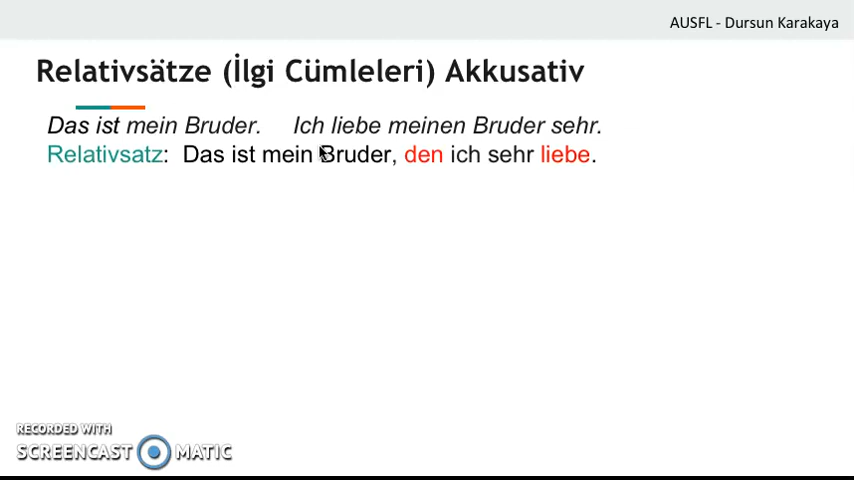 AUSFL - Dursun Karakaya
Relativsätze (İlgi Cümleleri) Akkusativ
Das ist mein Bruder. Ich liebe meinen Bruder sehr.
Relativsatz: Das ist mein Bruder, den ich sehr liebe.
RECORDED WITH
SCREENCAST MATIC